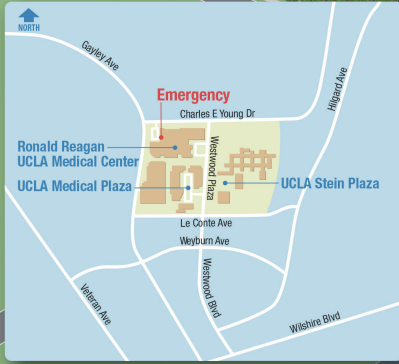 NORTH
Gayley Ave
Hilgard Ave
Emergency
Charles E Young Dr
Ronald Reagan
UCLA Medical Center
Westwood Plaza
UCLA Medical Plaza
UCLA Stein Plaza
Le Conte Ave
Weyburn Ave
Westwood Blvd
Veteran Ave
Wilshire Blvd